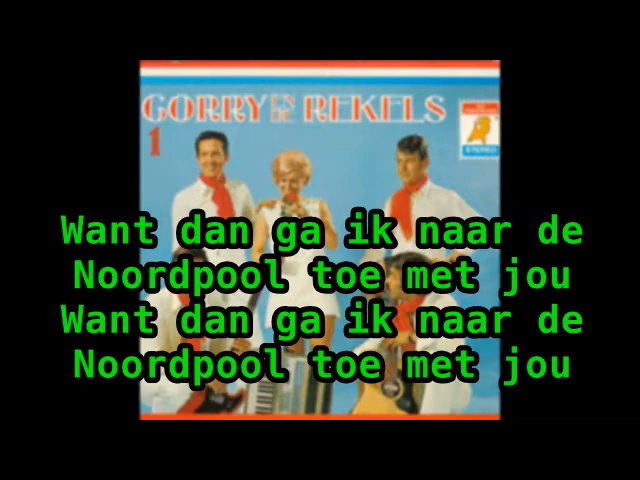 GORRY EN DE REKELS
1
STEREO
Want dan ga ik naar de
Noordpool toe met jou
Want dan ga ik naar de
Noordpool toe met jou